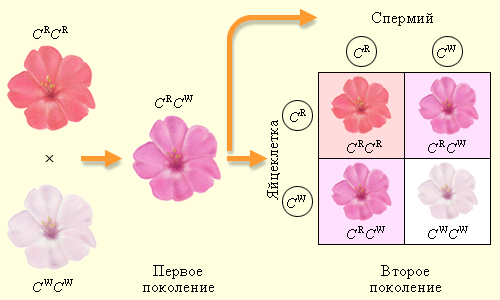 Спермий
C^R C^R
C^R
C^W
C^R C^W
Яйцеклетка
C^R
C^R C^R
C^R C^W
×
C^W
C^R C^W
C^W C^W
C^W C^W
Первое
поколение
Второе
поколение